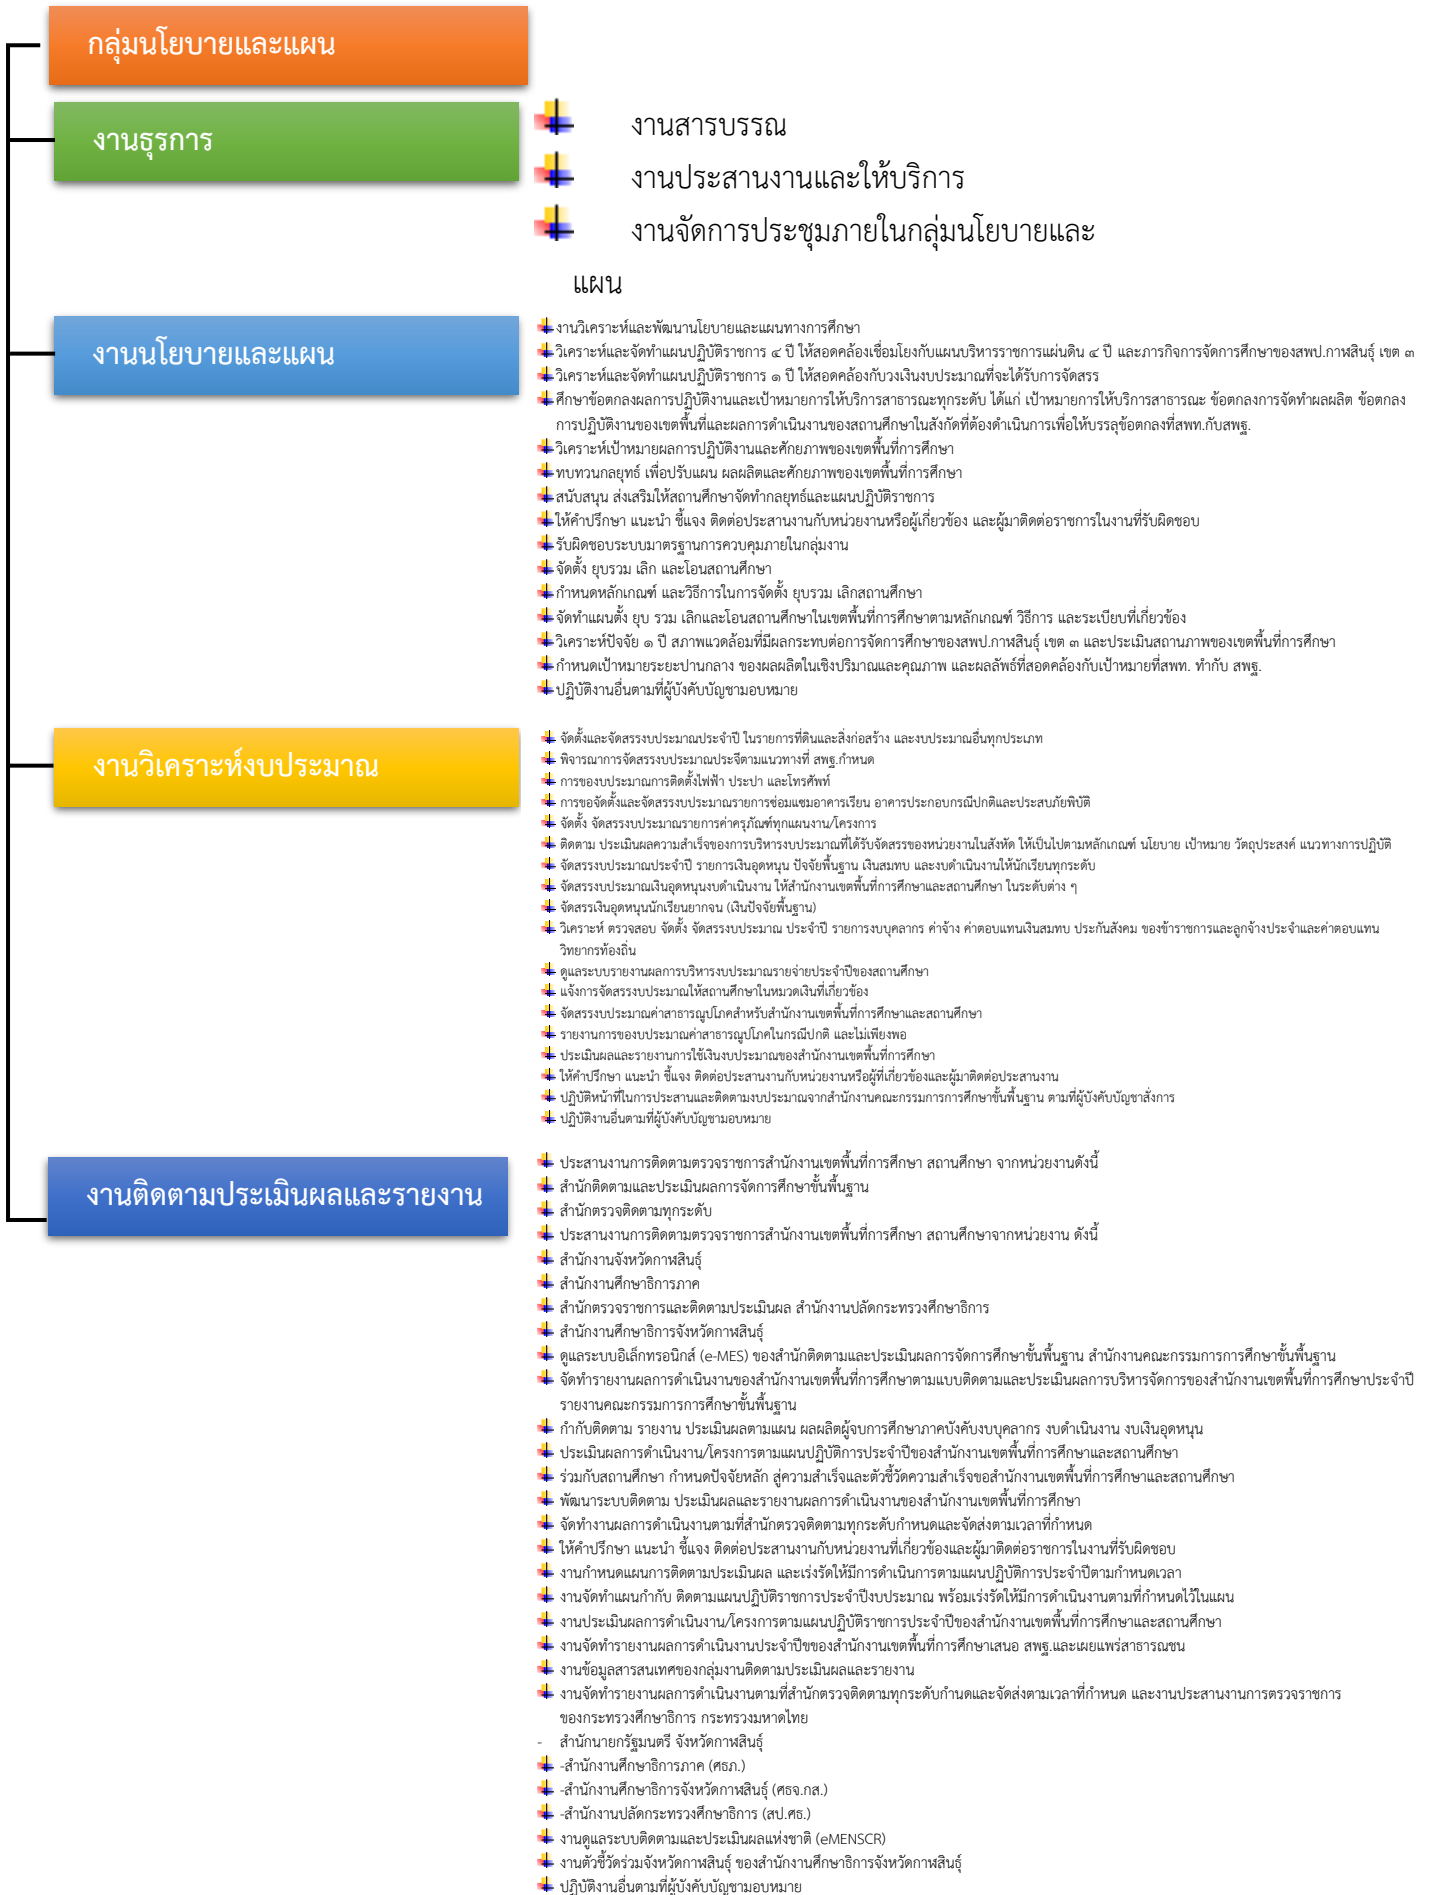 กลุ่มนโยบายและแผน
งานธุรการ
งานสารบรรณ
งานประสานงานและให้บริการ
งานจัดการประชุมภายในกลุ่มนโยบายและ
แผน
งานนโยบายและแผน
งานวิเคราะห์และพัฒนานโยบายและแผนทางการศึกษา
วิเคราะห์และจัดทำแผนปฏิบัติราชการ ๔ ปี ให้สอดคล้องเชื่อมโยงกับแผนบริหารราชการแผ่นดิน ๔ ปี และภารกิจการจัดการศึกษาของสพป.กาฬสินธุ์ เขต ๓
วิเคราะห์และจัดทำแผนปฏิบัติราชการ ๑ ปี ให้สอดคล้องกับวงเงินงบประมาณที่จะได้รับการจัดสรร
ศึกษาข้อตกลงผลการปฏิบัติงานและเป้าหมายการให้บริการสาธารณะทุกระดับ ได้แก่ เป้าหมายการให้บริการสาธารณะ ข้อตกลงการจัดทำผลผลิต ข้อตกลง
การปฏิบัติงานของเขตพื้นที่และผลการดำเนินงานของสถานศึกษาในสังกัดที่ต้องดำเนินการเพื่อให้บรรลุข้อตกลงที่สพท.กับสพฐ.
วิเคราะห์เป้าหมายผลการปฏิบัติงานและศักยภาพของเขตพื้นที่การศึกษา
ทบทวนกลยุทธ์ เพื่อปรับแผน ผลผลิตและศักยภาพของเขตพื้นที่การศึกษา
สนับสนุน ส่งเสริมให้สถานศึกษาจัดทำกลยุทธ์และแผนปฏิบัติราชการ
ให้คำปรึกษา แนะนำ ชี้แจง ติดต่อประสานงานกับหน่วยงานหรือผู้เกี่ยวข้อง และผู้มาติดต่อราชการในงานที่รับผิดชอบ
รับผิดชอบระบบมาตรฐานการควบคุมภายในกลุ่มงาน
จัดตั้ง ยุบรวม เลิก และโอนสถานศึกษา
กำหนดหลักเกณฑ์ และวิธีการในการจัดตั้ง ยุบรวม เลิกสถานศึกษา
จัดทำแผนตั้ง ยุบ รวม เลิกและโอนสถานศึกษาในเขตพื้นที่การศึกษาตามหลักเกณฑ์ วิธีการ และระเบียบที่เกี่ยวข้อง
วิเคราะห์ปัจจัย ๑ ปี สภาพแวดล้อมที่มีผลกระทบต่อการจัดการศึกษาของสพป.กาฬสินธุ์ เขต ๓ และประเมินสถานภาพของเขตพื้นที่การศึกษา
กำหนดเป้าหมายระยะปานกลาง ของผลผลิตในเชิงปริมาณและคุณภาพ และผลลัพธ์ที่สอดคล้องกับเป้าหมายที่สพท. ทำกับ สพฐ.
ปฏิบัติงานอื่นตามที่ผู้บังคับบัญชามอบหมาย
งานวิเคราะห์งบประมาณ
จัดตั้งและจัดสรรงบประมาณประจำปี ในรายการที่ดินและสิ่งก่อสร้าง และงบประมาณอื่นทุกประเภท
พิจารณาการจัดสรรงบประมาณประจีตามแนวทางที่ สพฐ.กำหนด
การของบประมาณการติดตั้งไฟฟ้า ประปา และโทรศัพท์
การขอจัดตั้งและจัดสรรงบประมาณรายการซ่อมแซมอาคารเรียน อาคารประกอบกรณีปกติและประสบภัยพิบัติ
จัดตั้ง จัดสรรงบประมาณรายการค่าครุภัณฑ์ทุกแผนงาน/โครงการ
ติดตาม ประเมินผลความสำเร็จของการบริหารงบประมาณที่ได้รับจัดสรรของหน่วยงานในสังหัด ให้เป็นไปตามหลักเกณฑ์ นโยบาย เป้าหมาย วัตถุประสงค์ แนวทางการปฏิบัติ
จัดสรรงบประมาณประจำปี รายการเงินอุดหนุน ปัจจัยพื้นฐาน เงินสมทบ และงบดำเนินงานให้นักเรียนทุกระดับ
จัดสรรงบประมาณเงินอุดหนุนงบดำเนินงาน ให้สำนักงานเขตพื้นที่การศึกษาและสถานศึกษา ในระดับต่าง ๆ
จัดสรรเงินอุดหนุนนักเรียนยากจน (เงินปัจจัยพื้นฐาน)
วิเคราะห์ ตรวจสอบ จัดตั้ง จัดสรรงบประมาณ ประจำปี รายการงบบุคลากร ค่าจ้าง ค่าตอบแทนเงินสมทบ ประกันสังคม ของข้าราชการและลูกจ้างประจำและค่าตอบแทน
วิทยากรท้องถิ่น
ดูแลระบบรายงานผลการบริหารงบประมาณรายจ่ายประจำปีของสถานศึกษา
แจ้งการจัดสรรงบประมาณให้สถานศึกษาในหมวดเงินที่เกี่ยวข้อง
จัดสรรงบประมาณค่าสาธารณูปโภคสำหรับสำนักงานเขตพื้นที่การศึกษาและสถานศึกษา
รายงานการของบประมาณค่าสาธารณูปโภคในกรณีปกติ และไม่เพียงพอ
ประเมินผลและรายงานการใช้เงินงบประมาณของสำนักงานเขตพื้นที่การศึกษา
ให้คำปรึกษา แนะนำ ชี้แจง ติดต่อประสานงานกับหน่วยงานหรือผู้ที่เกี่ยวข้องและผู้มาติดต่อประสานงาน
ปฏิบัติหน้าที่ในการประสานและติดตามงบประมาณจากสำนักงานคณะกรรมการการศึกษาขั้นพื้นฐาน ตามที่ผู้บังคับบัญชาสั่งการ
ปฏิบัติงานอื่นตามที่ผู้บังคับบัญชามอบหมาย
งานติดตามประเมินผลและรายงาน
ประสานงานการติดตามตรวจราชการสำนักงานเขตพื้นที่การศึกษา สถานศึกษา จากหน่วยงานดังนี้
สำนักติดตามและประเมินผลการจัดการศึกษาขั้นพื้นฐาน
สำนักตรวจติดตามทุกระดับ
ประสานงานการติดตามตรวจราชการสำนักงานเขตพื้นที่การศึกษา สถานศึกษาจากหน่วยงาน ดังนี้
สำนักงานจังหวัดกาฬสินธุ์
สำนักงานศึกษาธิการภาค
สำนักตรวจราชการและติดตามประเมินผล สำนักงานปลัดกระทรวงศึกษาธิการ
สำนักงานศึกษาธิการจังหวัดกาฬสินธุ์
ดูแลระบบอิเล็กทรอนิกส์ (e-MES) ของสำนักติดตามและประเมินผลการจัดการศึกษาขั้นพื้นฐาน สำนักงานคณะกรรมการการศึกษาขั้นพื้นฐาน
จัดทำรายงานผลการดำเนินงานของสำนักงานเขตพื้นที่การศึกษาตามแบบติดตามและประเมินผลการบริหารจัดการของสำนักงานเขตพื้นที่การศึกษาประจำปี
รายงานคณะกรรมการการศึกษาขั้นพื้นฐาน
กำกับติดตาม รายงาน ประเมินผลตามแผน ผลผลิตผู้จบการศึกษาภาคบังคับงบบุคลากร งบดำเนินงาน งบเงินอุดหนุน
ประเมินผลการดำเนินงาน/โครงการตามแผนปฏิบัติการประจำปีของสำนักงานเขตพื้นที่การศึกษาและสถานศึกษา
ร่วมกับสถานศึกษา กำหนดปัจจัยหลัก สู่ความสำเร็จและตัวชี้วัดความสำเร็จขอสำนักงานเขตพื้นที่การศึกษาและสถานศึกษา
พัฒนาระบบติดตาม ประเมินผลและรายงานผลการดำเนินงานของสำนักงานเขตพื้นที่การศึกษา
จัดทำงานผลการดำเนินงานตามที่สำนักตรวจติดตามทุกระดับกำหนดและจัดส่งตามเวลาที่กำหนด
ให้คำปรึกษา แนะนำ ชี้แจง ติดต่อประสานงานกับหน่วยงานที่เกี่ยวข้องและผู้มาติดต่อราชการในงานที่รับผิดชอบ
งานกำหนดแผนการติดตามประเมินผล และเร่งรัดให้มีการดำเนินการตามแผนปฏิบัติการประจำปีตามกำหนดเวลา
งานจัดทำแผนกำกับ ติดตามแผนปฏิบัติราชการประจำปีงบประมาณ พร้อมเร่งรัดให้มีการดำเนินงานตามที่กำหนดไว้ในแผน
งานประเมินผลการดำเนินงาน/โครงการตามแผนปฏิบัติราชการประจำปีของสำนักงานเขตพื้นที่การศึกษาและสถานศึกษา
งานจัดทำรายงานผลการดำเนินงานประจำปีขของสำนักงานเขตพื้นที่การศึกษาเสนอ สพฐ.และเผยแพร่สาธารณชน
งานข้อมูลสารสนเทศของกลุ่มงานติดตามประเมินผลและรายงาน
งานจัดทำรายงานผลการดำเนินงานตามที่สำนักตรวจติดตามทุกระดับกำนดและจัดส่งตามเวลาที่กำหนด และงานประสานงานการตรวจราชการ
ของกระทรวงศึกษาธิการ กระทรวงมหาดไทย
- สำนักนายกรัฐมนตรี จังหวัดกาฬสินธุ์
-สำนักงานศึกษาธิการภาค (ศธภ.)
-สำนักงานศึกษาธิการจังหวัดกาฬสินธุ์ (ศธจ.กส.)
-สำนักงานปลัดกระทรวงศึกษาธิการ (สป.ศธ.)
งานดูแลระบบติดตามและประเมินผลแห่งชาติ (eMENSCR)
งานตัวชี้วัดร่วมจังหวัดกาฬสินธุ์ ของสำนักงานศึกษาธิการจังหวัดกาฬสินธุ์
ปฏิบัติงานอื่นตามที่ผู้บังคับบัญชามอบหมาย